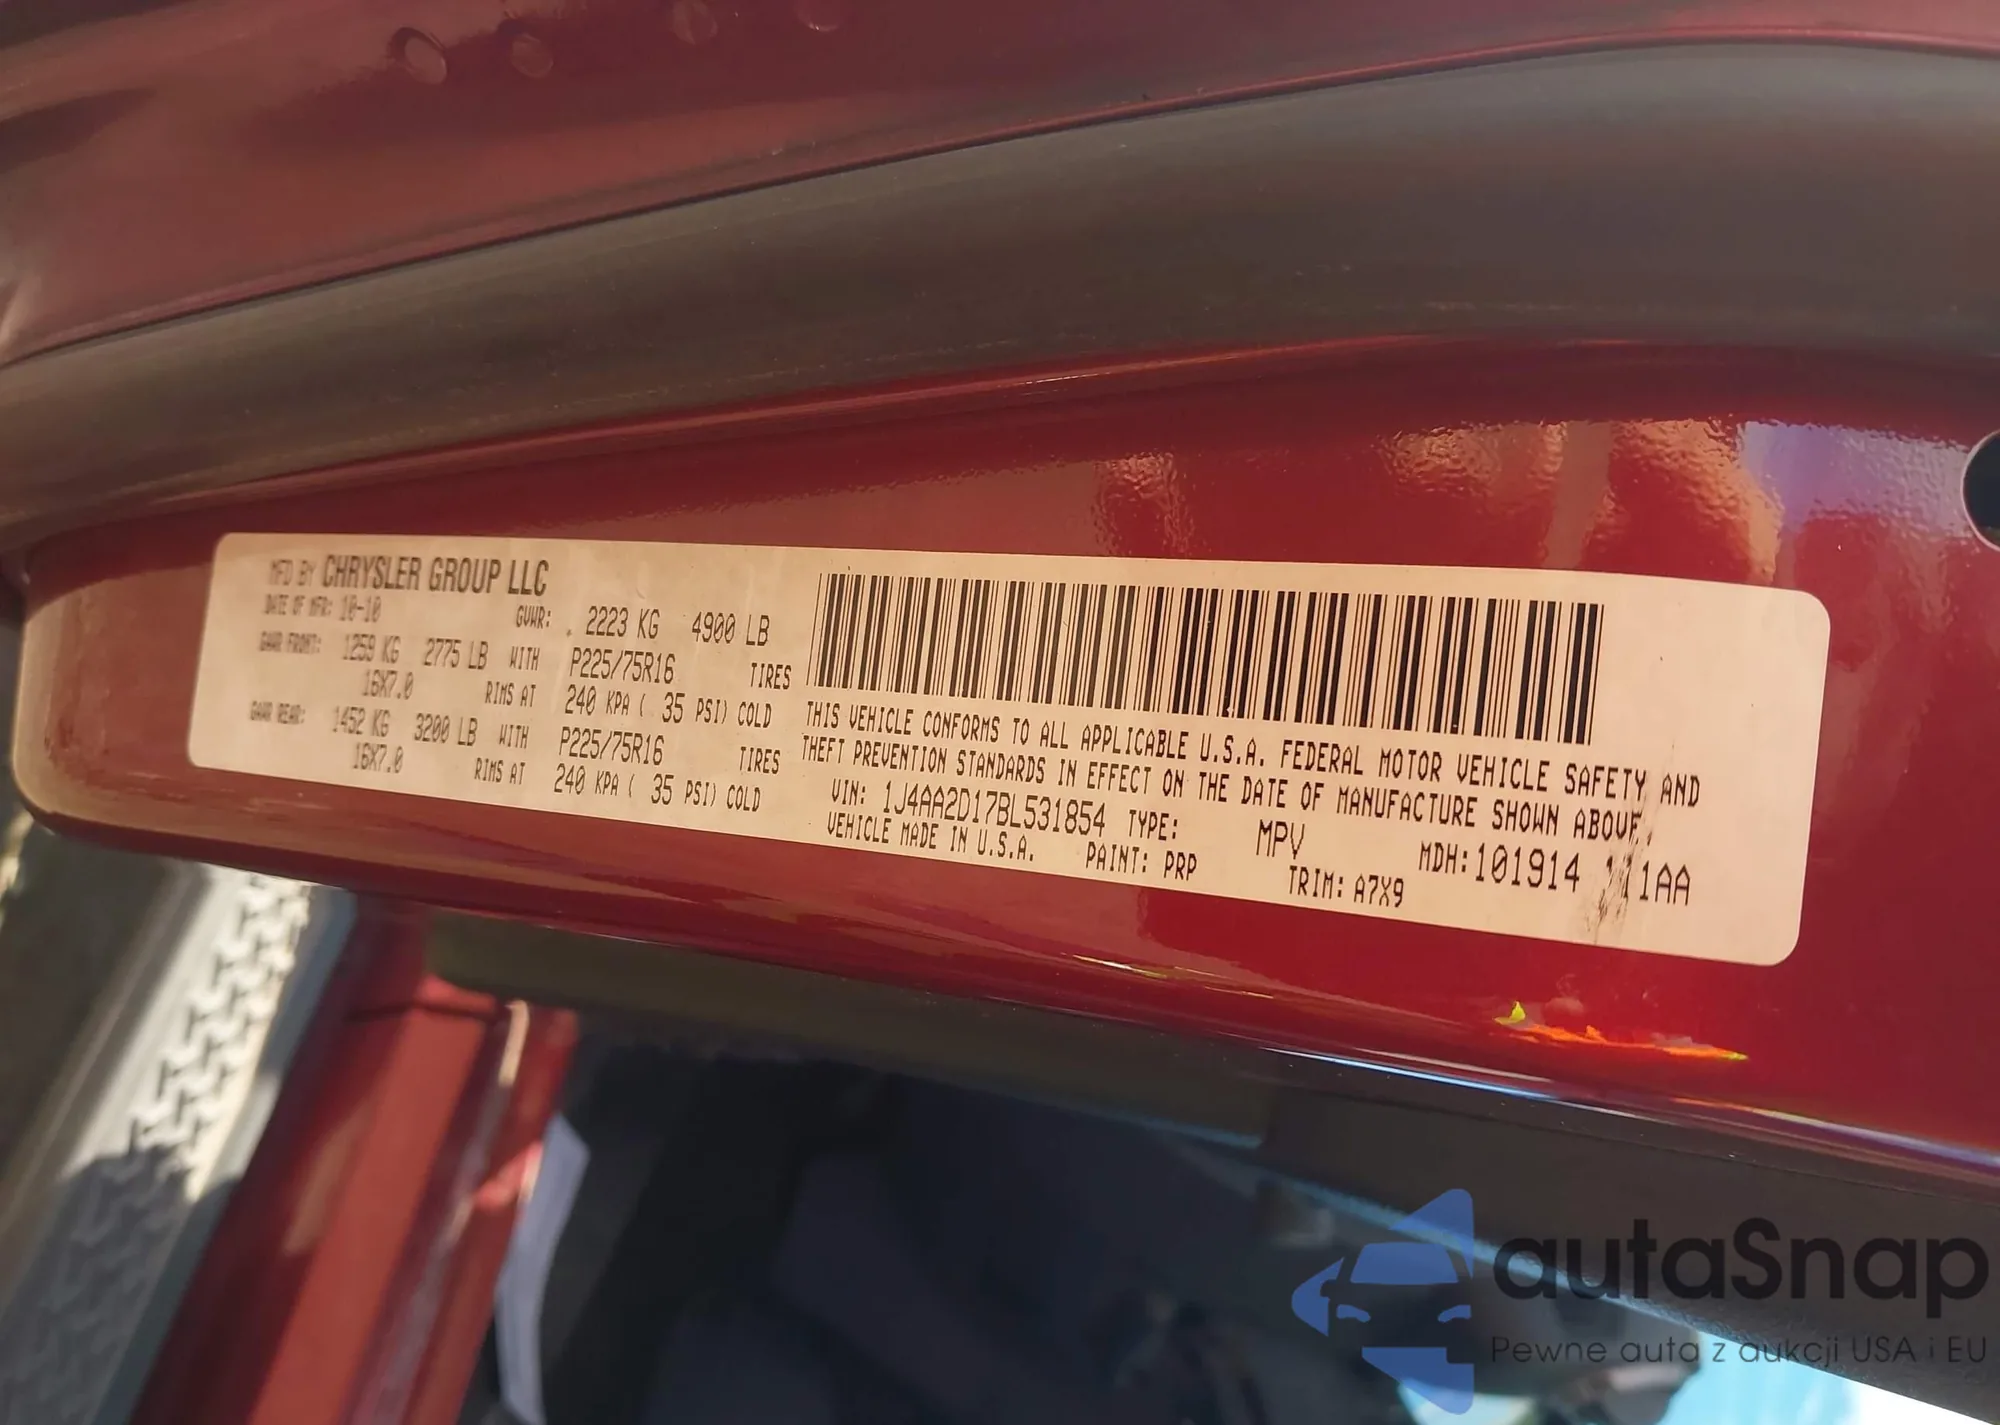 MFD BY CHRYSLER GROUP LLC
DATE OF MFR: 10-10 GVWR: 2223 KG 4900 LB
GAWR FRONT: 1259 KG 2775 LB WITH P225/75R16 TIRES
16X7.0 RIMS AT 240 KPA ( 35 PSI) COLD
GAWR REAR: 1452 KG 3200 LB WITH P225/75R16 TIRES
16X7.0 RIMS AT 240 KPA ( 35 PSI) COLD
THIS VEHICLE CONFORMS TO ALL APPLICABLE U.S.A. FEDERAL MOTOR VEHICLE SAFETY AND
THEFT PREVENTION STANDARDS IN EFFECT ON THE DATE OF MANUFACTURE SHOWN ABOVE.
VIN: 1J4AA2D17BL531854 TYPE: MPV MDH: 101914
VEHICLE MADE IN U.S.A. PAINT: PRP TRIM: A7X9
autaSnap
Pewne auta z aukcji USA i EU